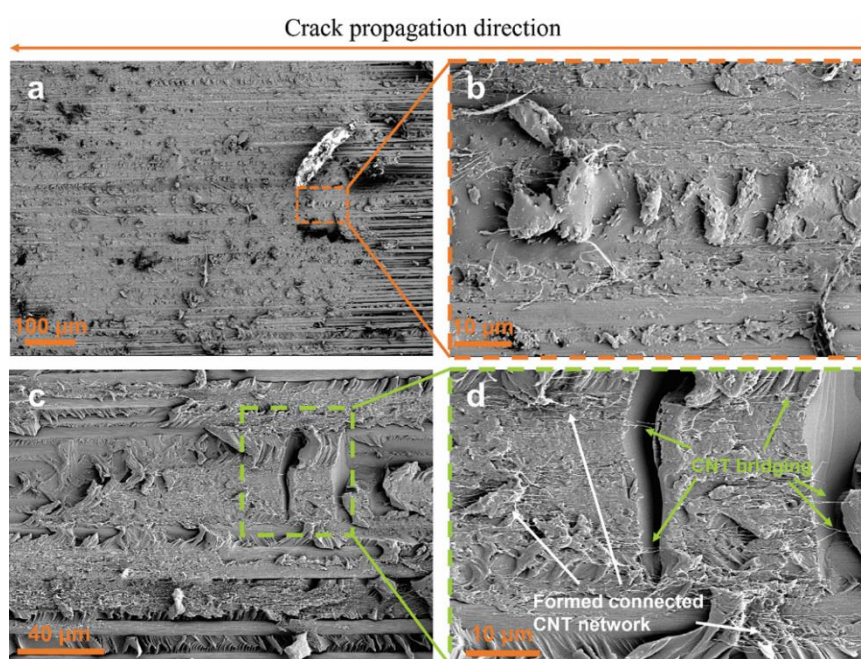 Crack propagation direction
a
b
100 µm
10 µm
c
d
CNT bridging
Formed connected
CNT network
40 µm
10 µm